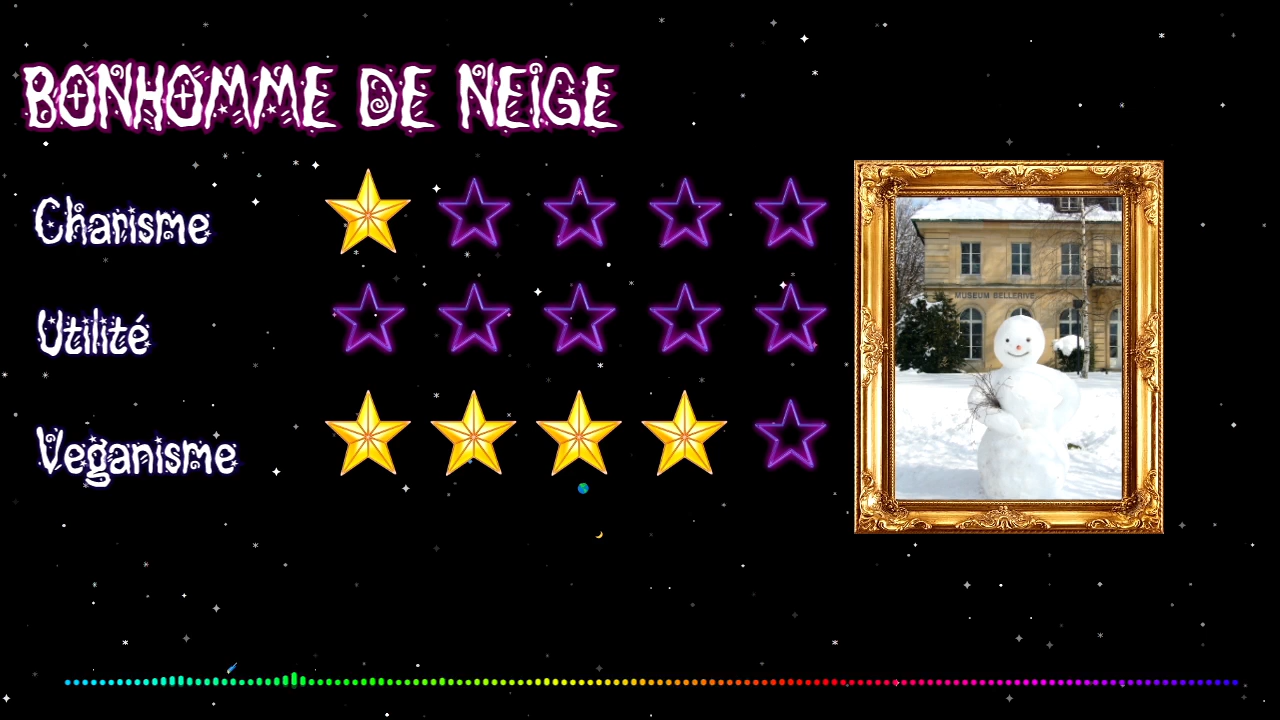 BONHOMME DE NEIGE
Charisme
Utilité
Veganisme
MUSEUM BELLERIVE